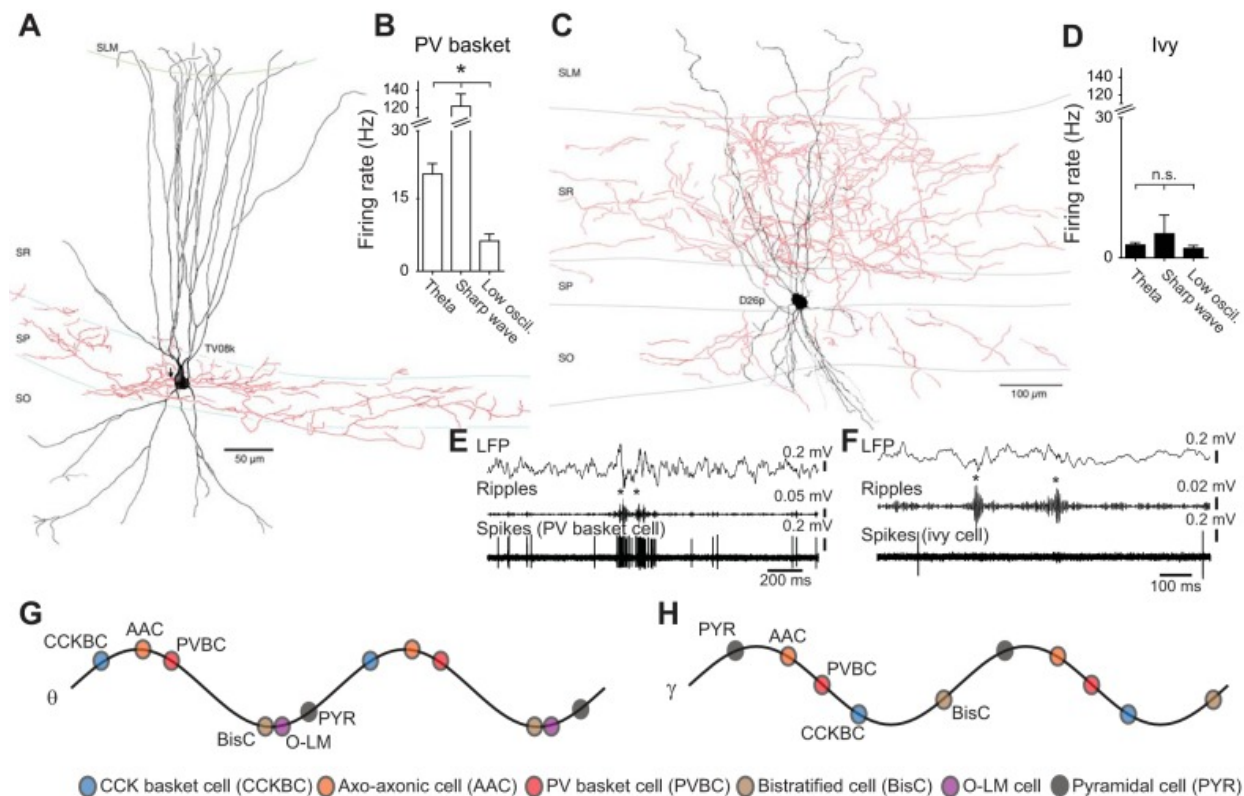 A
SLM
SR
SP
SO
TV08k
50 µm
B
PV basket
*
Firing rate (Hz)
140
120
30
15
0
Theta
Sharp wave
Low oscil.
C
SLM
SR
SP
SO
D26p
100 µm
D
Ivy
n.s.
Firing rate (Hz)
140
120
30
0
Theta
Sharp wave
Low oscil.
E
LFP
0.2 mV
Ripples
* *
0.05 mV
Spikes (PV basket cell)
0.2 mV
200 ms
F
LFP
0.2 mV
Ripples
* *
0.02 mV
Spikes (ivy cell)
0.2 mV
100 ms
G
θ
CCKBC
AAC
PVBC
BisC
O-LM
PYR
H
γ
PYR
AAC
PVBC
CCKBC
BisC
CCK basket cell (CCKBC) Axo-axonic cell (AAC) PV basket cell (PVBC) Bistratified cell (BisC) O-LM cell Pyramidal cell (PYR)